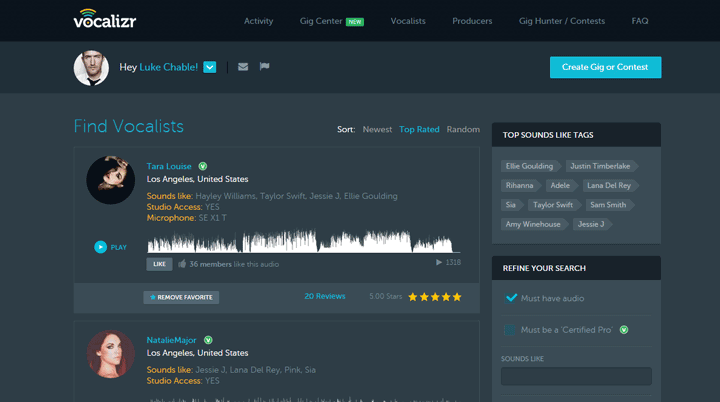 vocalizr
Activity Gig Center NEW Vocalists Producers Gig Hunter / Contests FAQ
Hey Luke Chable!
Create Gig or Contest
Find Vocalists
Sort: Newest Top Rated Random
Tara Louise V
Los Angeles, United States
Sounds like: Hayley Williams, Taylor Swift, Jessie J, Ellie Goulding
Studio Access: YES
Microphone: SE X1 T
PLAY
LIKE 36 members like this audio 1318
REMOVE FAVORITE 20 Reviews 5.00 Stars
NatalieMajor V
Los Angeles, United States
Sounds like: Jessie J, Lana Del Rey, Pink, Sia
Studio Access: YES
TOP SOUNDS LIKE TAGS
Ellie Goulding Justin Timberlake
Rihanna Adele Lana Del Rey
Sia Taylor Swift Sam Smith
Amy Winehouse Jessie J
REFINE YOUR SEARCH
Must have audio
Must be a 'Certified Pro' V
SOUNDS LIKE